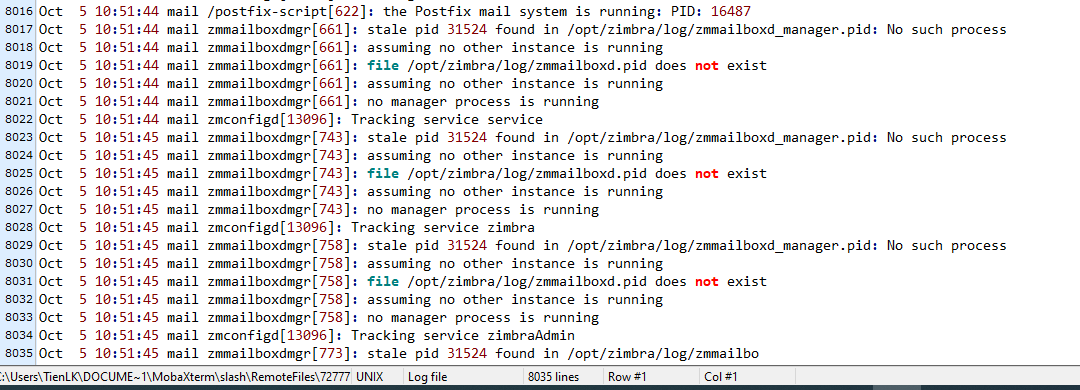 8016 Oct  5 10:51:44 mail /postfix-script[622]: the Postfix mail system is running: PID: 16487
8017 Oct  5 10:51:44 mail zmmailboxdmgr[661]: stale pid 31524 found in /opt/zimbra/log/zmmailboxd_manager.pid: No such process
8018 Oct  5 10:51:44 mail zmmailboxdmgr[661]: assuming no other instance is running
8019 Oct  5 10:51:44 mail zmmailboxdmgr[661]: file /opt/zimbra/log/zmmailboxd.pid does not exist
8020 Oct  5 10:51:44 mail zmmailboxdmgr[661]: assuming no other instance is running
8021 Oct  5 10:51:44 mail zmmailboxdmgr[661]: no manager process is running
8022 Oct  5 10:51:44 mail zmconfigd[13096]: Tracking service service
8023 Oct  5 10:51:45 mail zmmailboxdmgr[743]: stale pid 31524 found in /opt/zimbra/log/zmmailboxd_manager.pid: No such process
8024 Oct  5 10:51:45 mail zmmailboxdmgr[743]: assuming no other instance is running
8025 Oct  5 10:51:45 mail zmmailboxdmgr[743]: file /opt/zimbra/log/zmmailboxd.pid does not exist
8026 Oct  5 10:51:45 mail zmmailboxdmgr[743]: assuming no other instance is running
8027 Oct  5 10:51:45 mail zmmailboxdmgr[743]: no manager process is running
8028 Oct  5 10:51:45 mail zmconfigd[13096]: Tracking service zimbra
8029 Oct  5 10:51:45 mail zmmailboxdmgr[758]: stale pid 31524 found in /opt/zimbra/log/zmmailboxd_manager.pid: No such process
8030 Oct  5 10:51:45 mail zmmailboxdmgr[758]: assuming no other instance is running
8031 Oct  5 10:51:45 mail zmmailboxdmgr[758]: file /opt/zimbra/log/zmmailboxd.pid does not exist
8032 Oct  5 10:51:45 mail zmmailboxdmgr[758]: assuming no other instance is running
8033 Oct  5 10:51:45 mail zmmailboxdmgr[758]: no manager process is running
8034 Oct  5 10:51:45 mail zmconfigd[13096]: Tracking service zimbraAdmin
8035 Oct  5 10:51:45 mail zmmailboxdmgr[773]: stale pid 31524 found in /opt/zimbra/log/zmmailbo
:\Users\TienLK\DOCUME~1\MobaXterm\slash\RemoteFiles\72777 UNIX Log file 8035 lines Row #1 Col #1